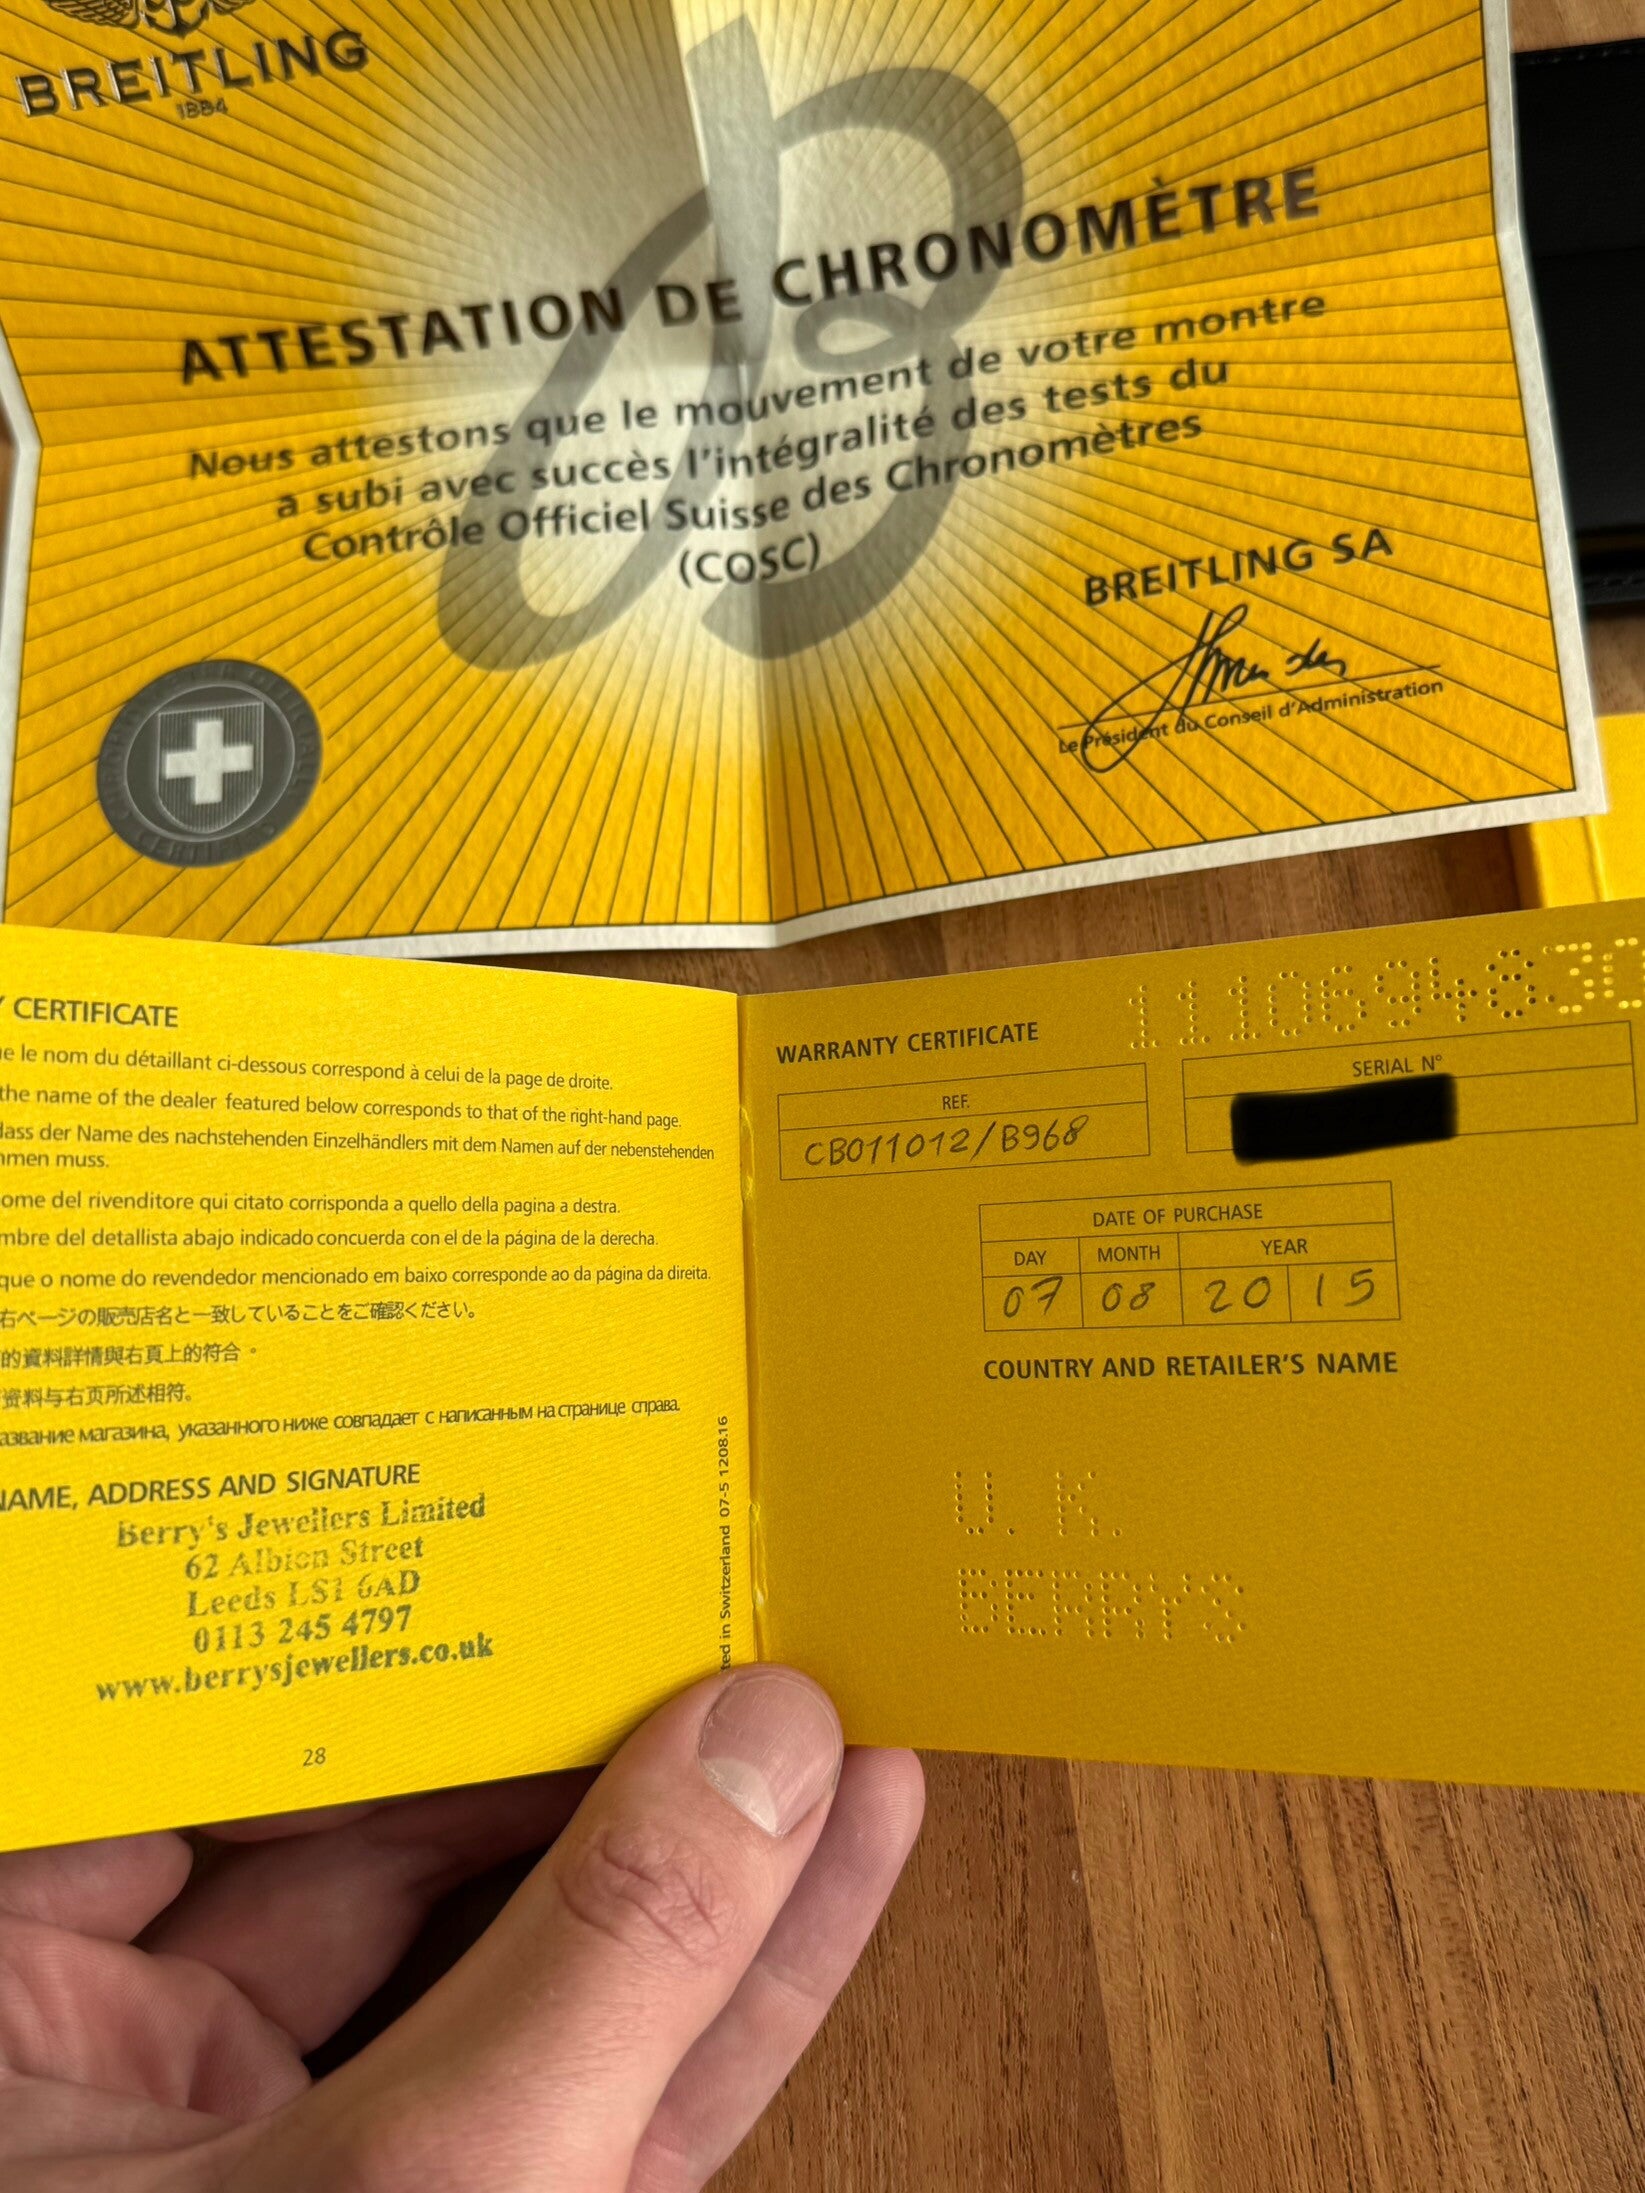 BREITLING
1884
ATTESTATION DE CHRONOMÈTRE
Nous attestons que le mouvement de votre montre
a subi avec succès l'intégralité des tests du
Contrôle Officiel Suisse des Chronomètres
(COSC)
BREITLING SA
Le Président du Conseil d'Administration
CERTIFICATE
le nom du détaillant ci-dessous correspond à celui de la page de droite.
the name of the dealer featured below corresponds to that of the right-hand page.
dass der Name des nachstehenden Einzelhändlers mit dem Namen auf der nebenstehenden
muss.
nome del rivenditore qui citato corrisponda a quello della pagina a destra.
del detallista abajo indicado concuerda con el de la página de la derecha.
que o nome do revendedor mencionado em baixo corresponde ao da página da direita.
右ページの販売店名と一致していることをご確認ください。
的資料詳情與右頁上的符合。
资料与右页所述相符。
название магазина, указанного ниже совпадает с написанным на странице справа.
NAME, ADDRESS AND SIGNATURE
Berry's Jewellers Limited
62 Albion Street
Leeds LS1 6AD
0113 245 4797
www.berrysjewellers.co.uk
28
ted in Switzerland 07-5 1208.16
1110694830
WARRANTY CERTIFICATE
REF.
CB011012/B968
SERIAL N°
DATE OF PURCHASE
DAY MONTH YEAR
07 08 20 15
COUNTRY AND RETAILER'S NAME
U.K.
BERRYS